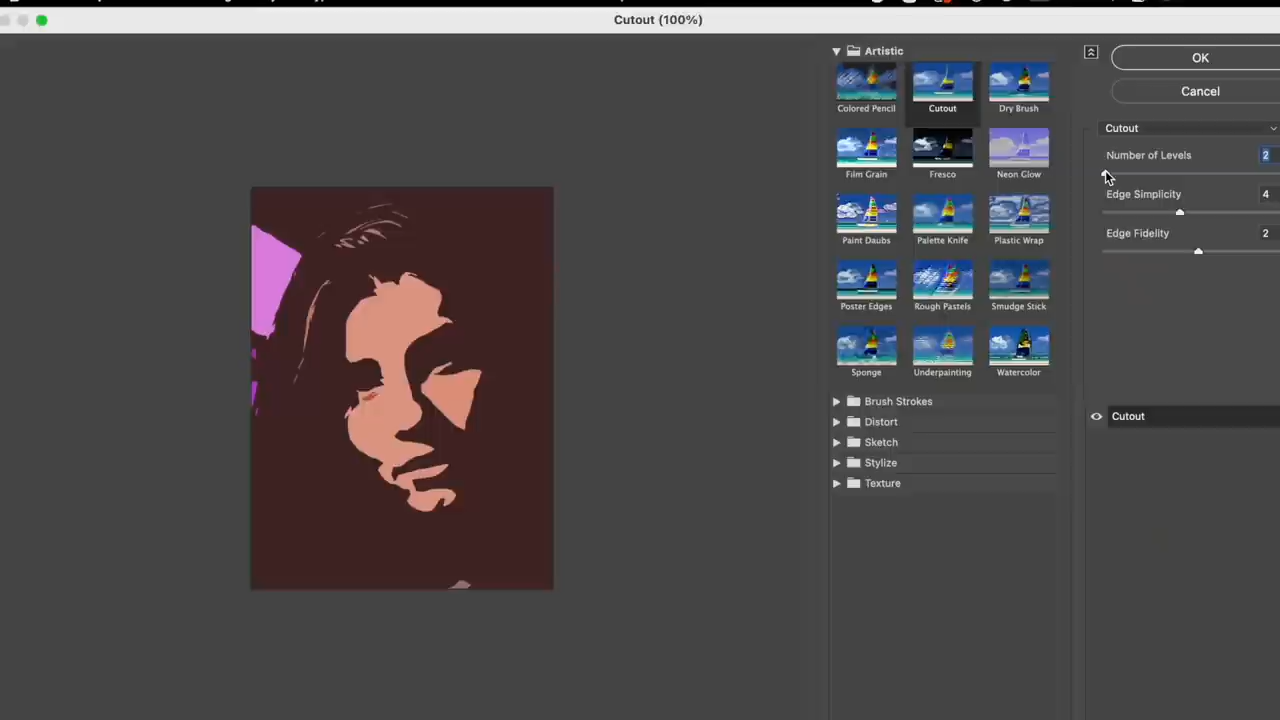 Cutout (100%)
Artistic
Colored Pencil
Cutout
Dry Brush
Film Grain
Fresco
Neon Glow
Paint Daubs
Palette Knife
Plastic Wrap
Poster Edges
Rough Pastels
Smudge Stick
Sponge
Underpainting
Watercolor
Brush Strokes
Distort
Sketch
Stylize
Texture
OK
Cancel
Cutout
Number of Levels 2
Edge Simplicity 4
Edge Fidelity 2
Cutout